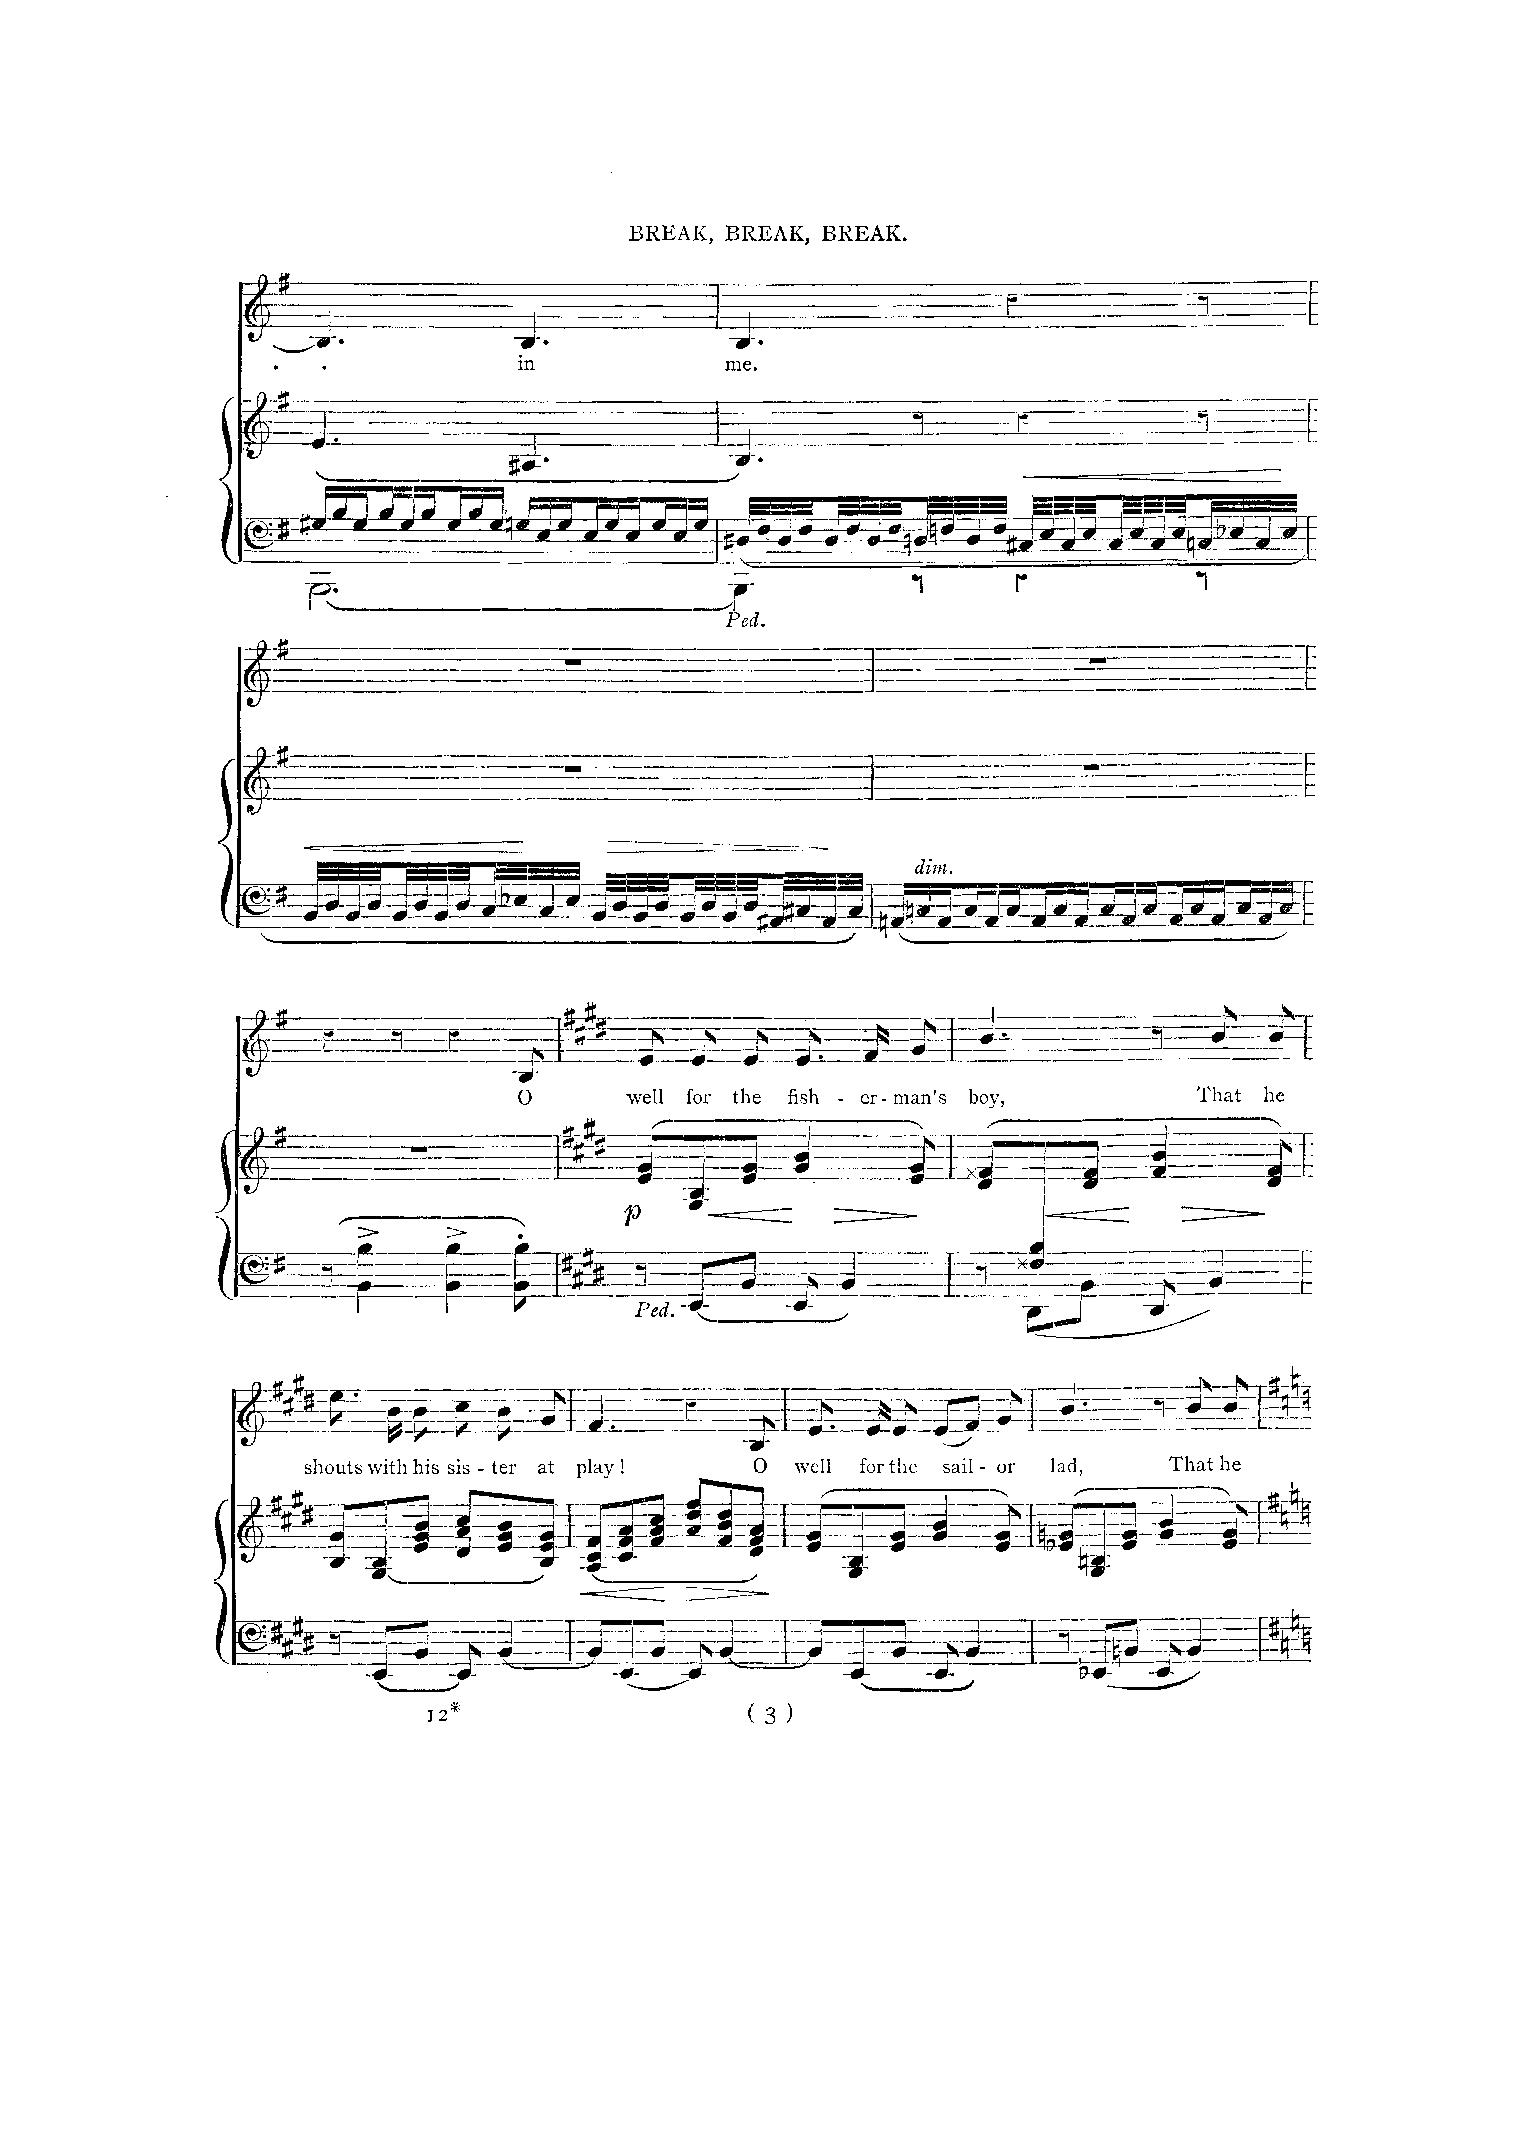 BREAK, BREAK, BREAK.
. . in me.
Ped.
dim.
O well for the fish - er - man's boy, That he
p
Ped.
shouts with his sis - ter at play! O well for the sail - or lad, That he
12* (3)